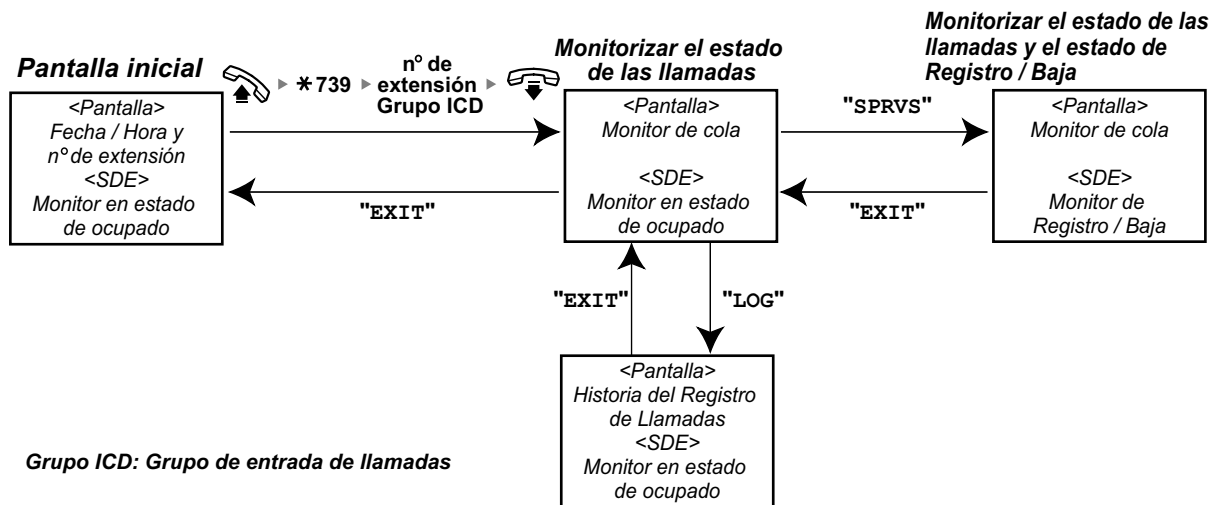 Pantalla inicial
<Pantalla>
Fecha / Hora y
nº de extensión
<SDE>
Monitor en estado
de ocupado
*739
nº de
extensión
Grupo ICD
"EXIT"
Monitorizar el estado
de las llamadas
<Pantalla>
Monitor de cola
<SDE>
Monitor en estado
de ocupado
"SPRVS"
"EXIT"
Monitorizar el estado de las
llamadas y el estado de
Registro / Baja
<Pantalla>
Monitor de cola
<SDE>
Monitor de
Registro / Baja
"EXIT"
"LOG"
<Pantalla>
Historia del Registro
de Llamadas
<SDE>
Monitor en estado
de ocupado
Grupo ICD: Grupo de entrada de llamadas